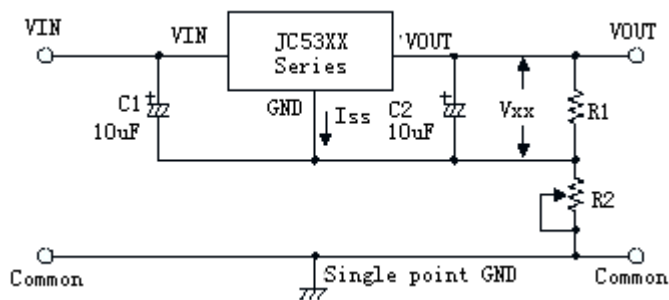 VIN
VIN
JC53XX
Series
VOUT
VOUT
GND
Iss
C1
10uF
C2
10uF
Vxx
R1
R2
Common
Single point GND
Common